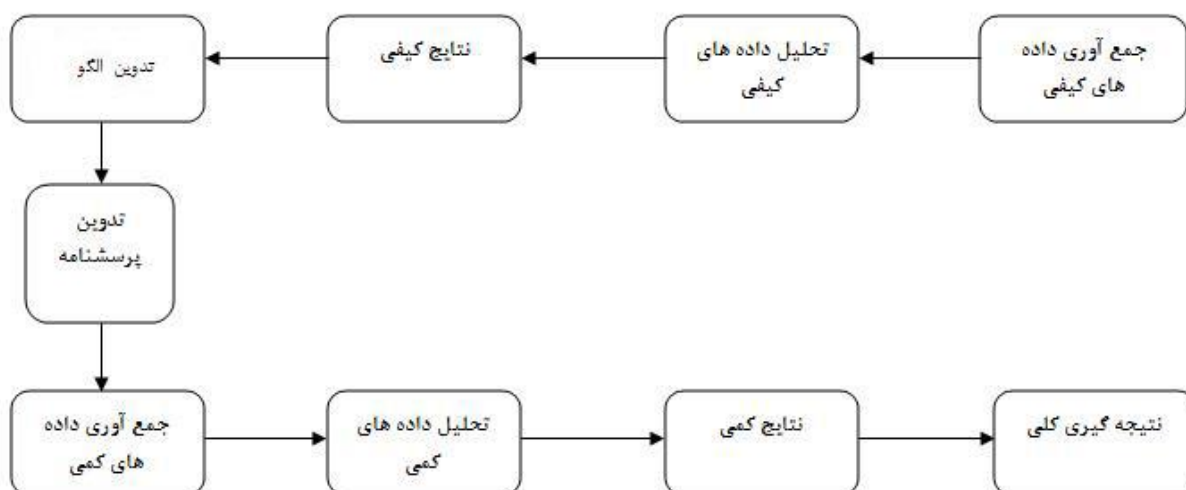 جمع آوری داده
های کیفی
تحلیل داده های
کیفی
نتایج کیفی
تدوین الگو
تدوین
پرسشنامه
جمع آوری داده
های کمی
تحلیل داده های
کمی
نتایج کمی
نتیجه گیری کلی